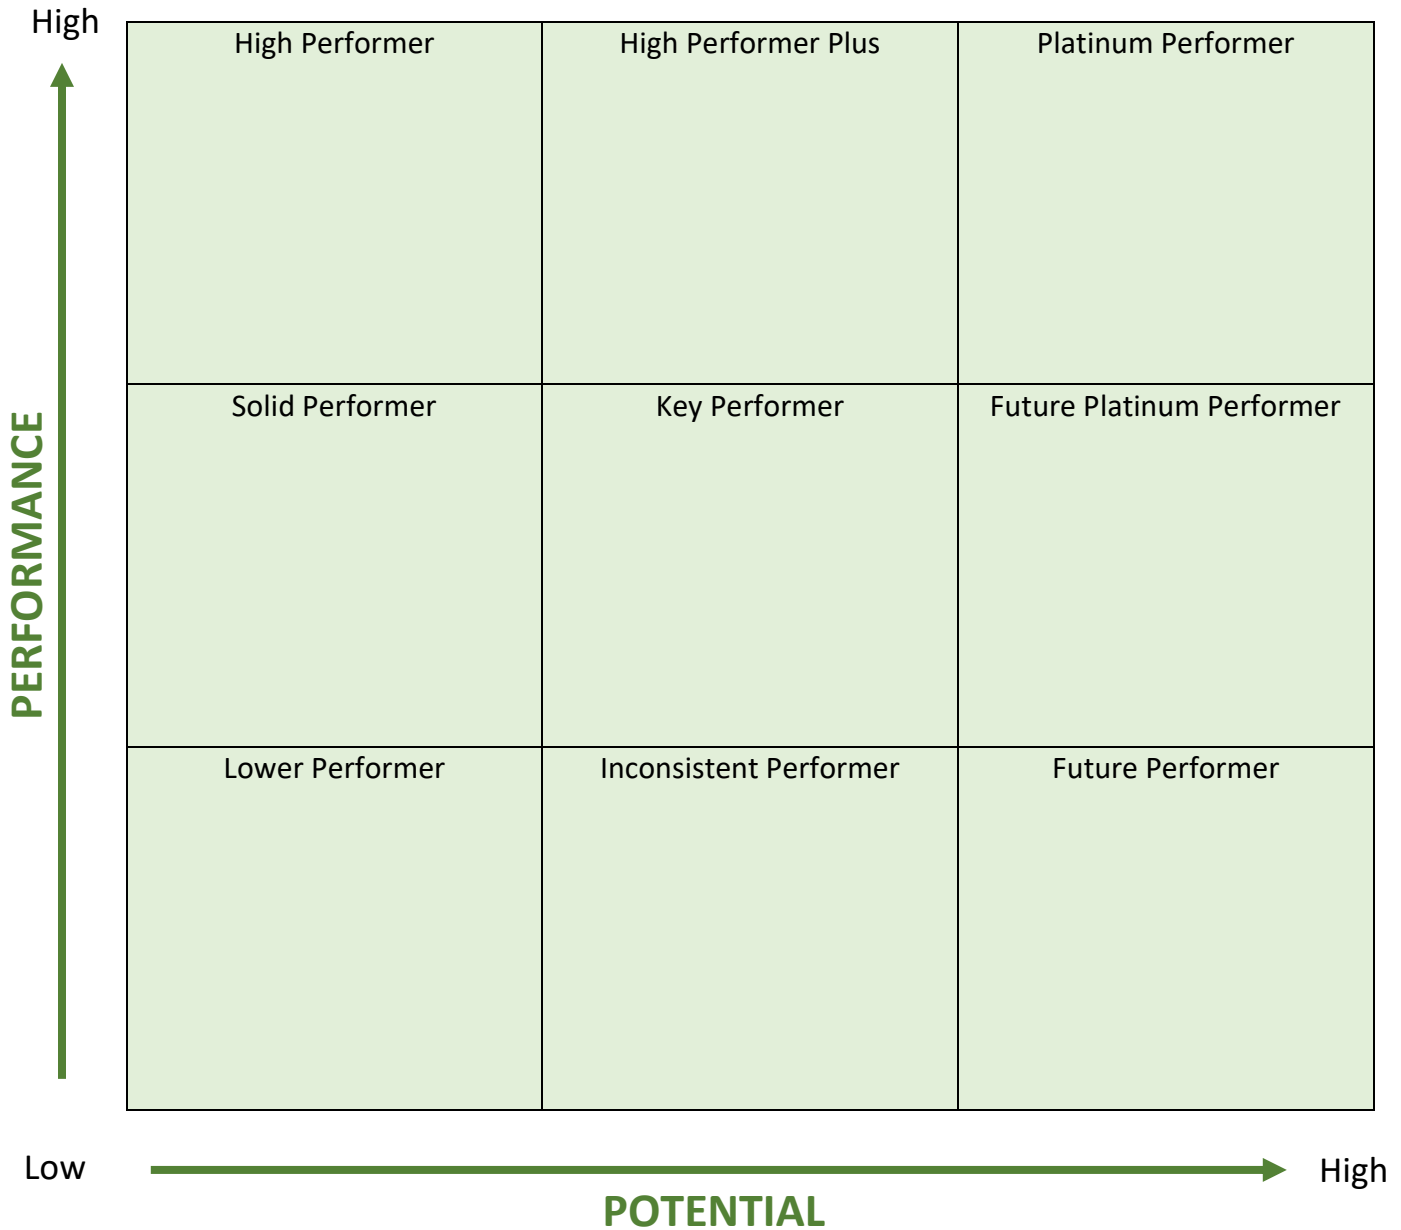 High
High Performer
High Performer Plus
Platinum Performer
PERFORMANCE
Solid Performer
Key Performer
Future Platinum Performer
Lower Performer
Inconsistent Performer
Future Performer
Low
High
POTENTIAL